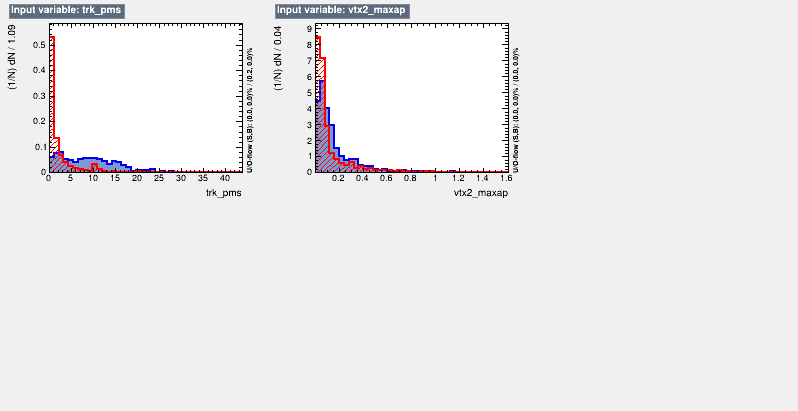 Input variable: trk_pms
(1/N) dN / 1.09
0.5
0.4
0.3
0.2
0.1
0
0 5 10 15 20 25 30 35 40
trk_pms
U/O-flow (S,B): (0.0, 0.0)% / (0.2, 0.0)%
Input variable: vtx2_maxap
(1/N) dN / 0.04
9
8
7
6
5
4
3
2
1
0
0.2 0.4 0.6 0.8 1 1.2 1.4 1.6
vtx2_maxap
U/O-flow (S,B): (0.0, 0.0)% / (0.0, 0.0)%